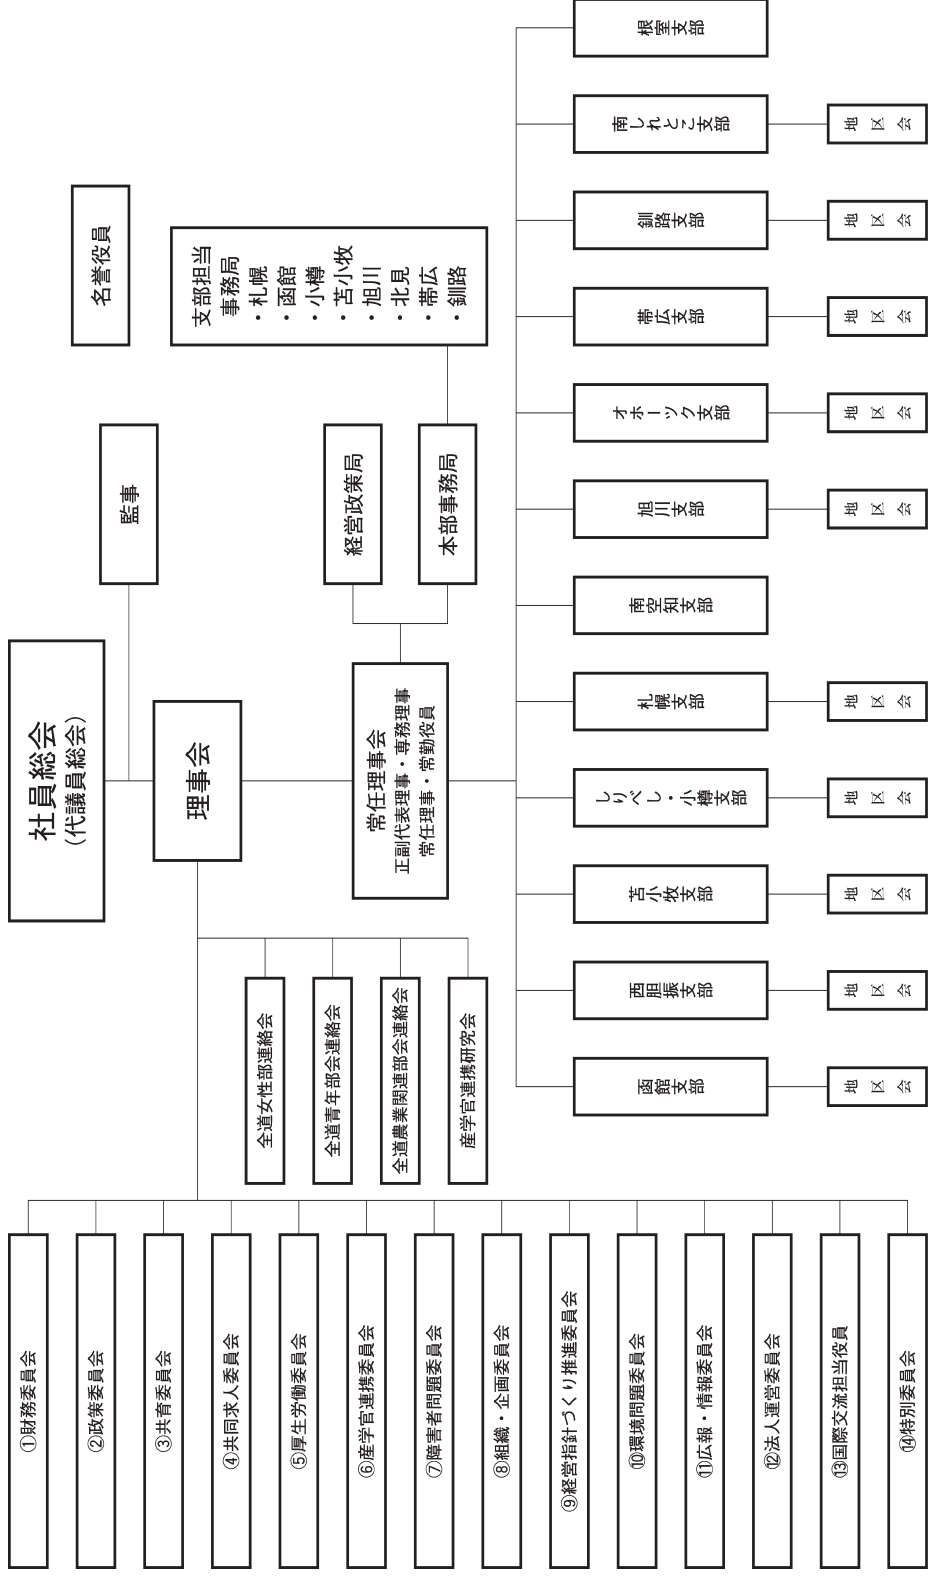 社員総会
(代議員総会)
監事
名誉役員
理事会
常任理事会
正副代表理事・専務理事
常任理事・常勤役員
経営政策局
本部事務局
支部担当
事務局
・札幌
・函館
・小樽
・苫小牧
・旭川
・北見
・帯広
・釧路
全道女性部連絡会
全道青年部会連絡会
全道農業関連部会連絡会
産学官連携研究会
①財務委員会
②政策委員会
③共育委員会
④共同求人委員会
⑤厚生労働委員会
⑥産学官連携委員会
⑦障害者問題委員会
⑧組織・企画委員会
⑨経営指針づくり推進委員会
⑩環境問題委員会
⑪広報・情報委員会
⑫法人運営委員会
⑬国際交流担当役員
⑭特別委員会
函館支部
西胆振支部
苫小牧支部
しりべし・小樽支部
札幌支部
南空知支部
旭川支部
オホーツク支部
帯広支部
釧路支部
南しれとこ支部
根室支部
地区会
地区会
地区会
地区会
地区会
地区会
地区会
地区会
地区会
地区会